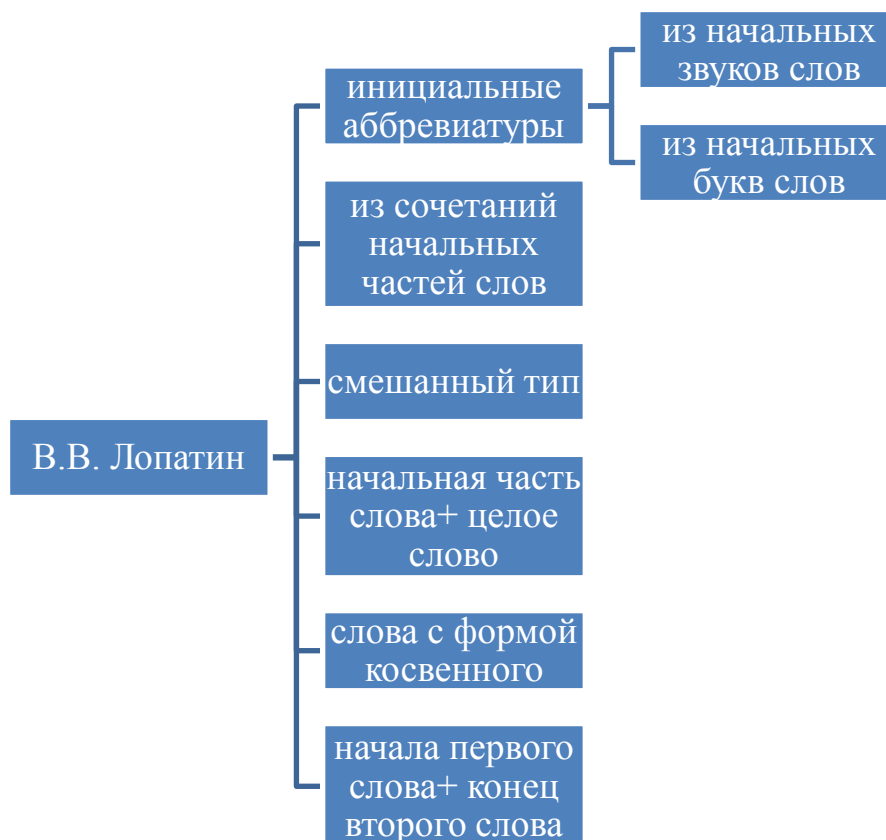 В.В. Лопатин
инициальные
аббревиатуры
из начальных
звуков слов
из начальных
букв слов
из сочетаний
начальных
частей слов
смешанный тип
начальная часть
слова+ целое
слово
слова с формой
косвенного
начала первого
слова+ конец
второго слова